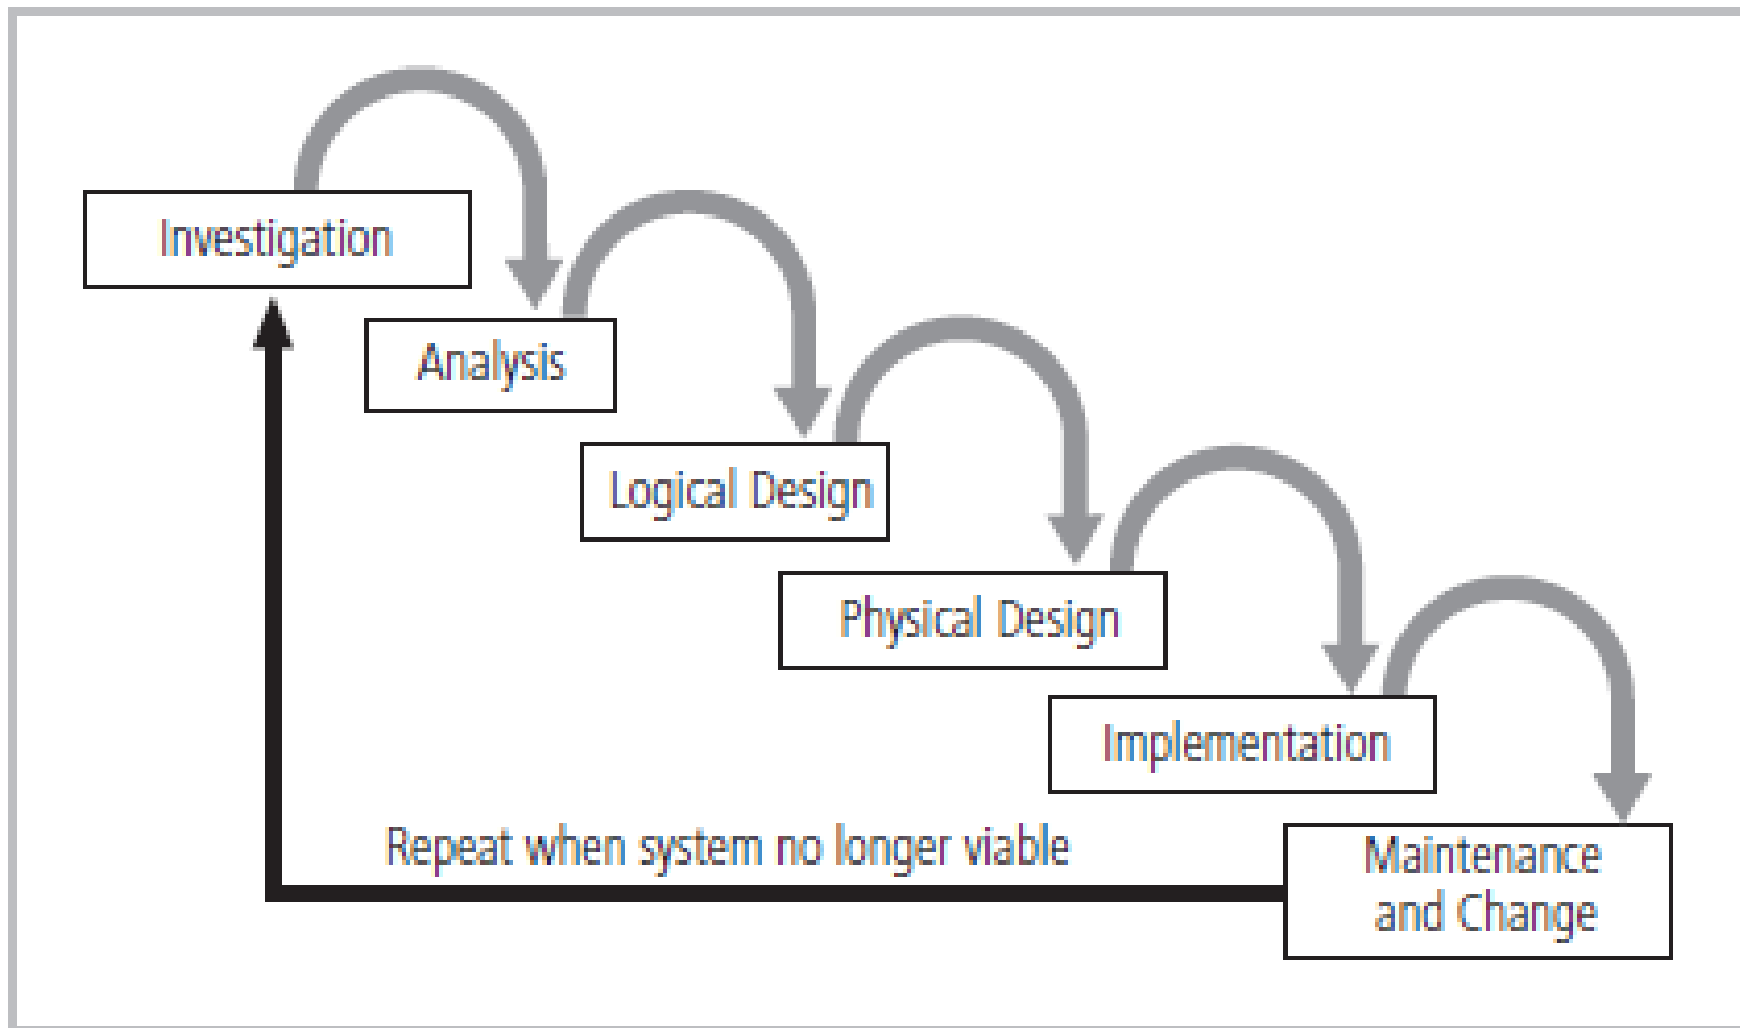 Investigation
Analysis
Logical Design
Physical Design
Implementation
Repeat when system no longer viable
Maintenance
and Change